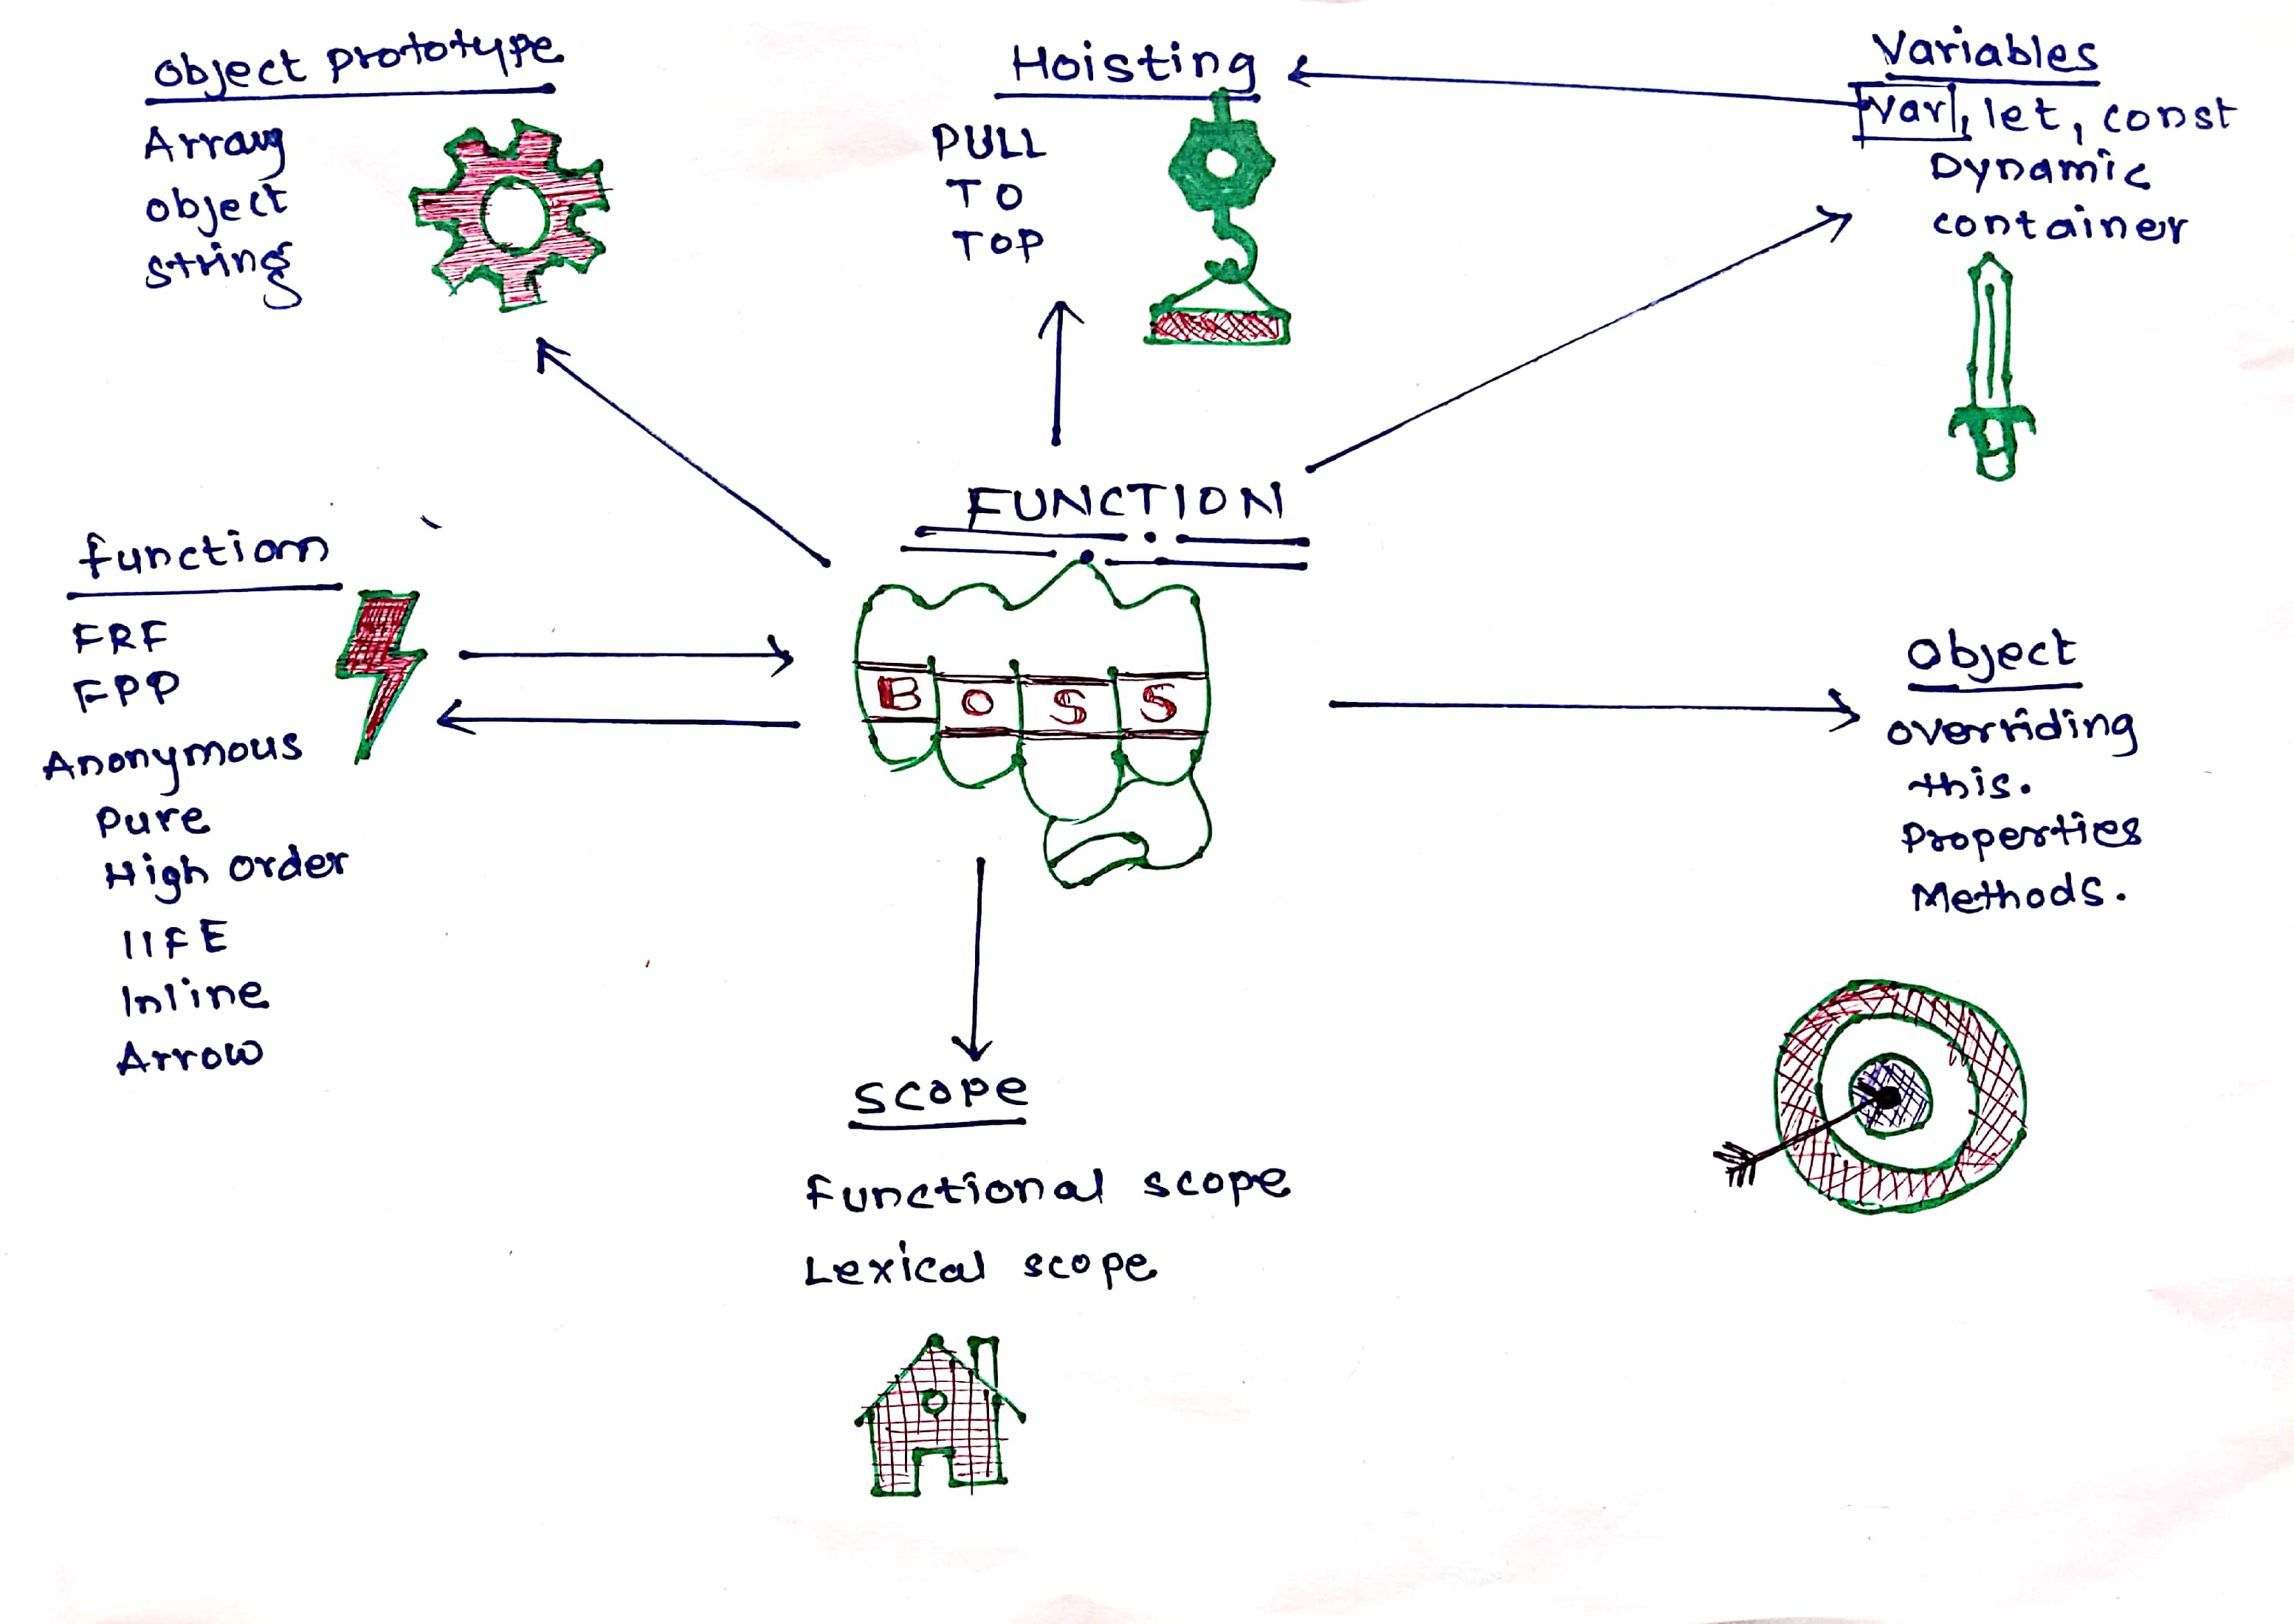 Object prototype
Array
object
string
Hoisting
PULL
TO
TOP
Variables
var, let, const
Dynamic
container
FUNCTION
BOSS
function
FRF
FPP
Anonymous
Pure
High order
IIFE
Inline
Arrow
Object
overriding
this.
Properties
Methods.
scope
Functional scope
Lexical scope